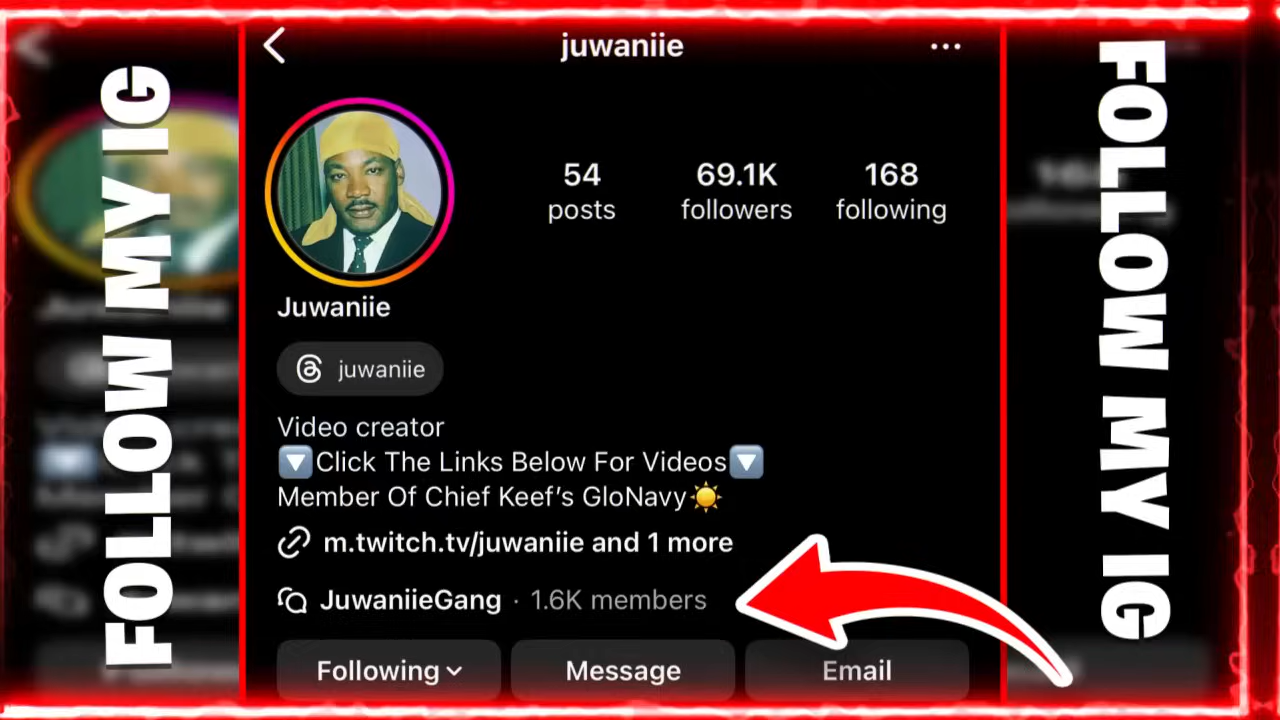 FOLLOW MY IG
juwaniie
54 posts
69.1K followers
168 following
Juwaniie
juwaniie
Video creator
🔽Click The Links Below For Videos🔽
Member Of Chief Keef's GloNavy☀️
m.twitch.tv/juwaniie and 1 more
JuwaniieGang · 1.6K members
Following
Message
Email
FOLLOW MY IG